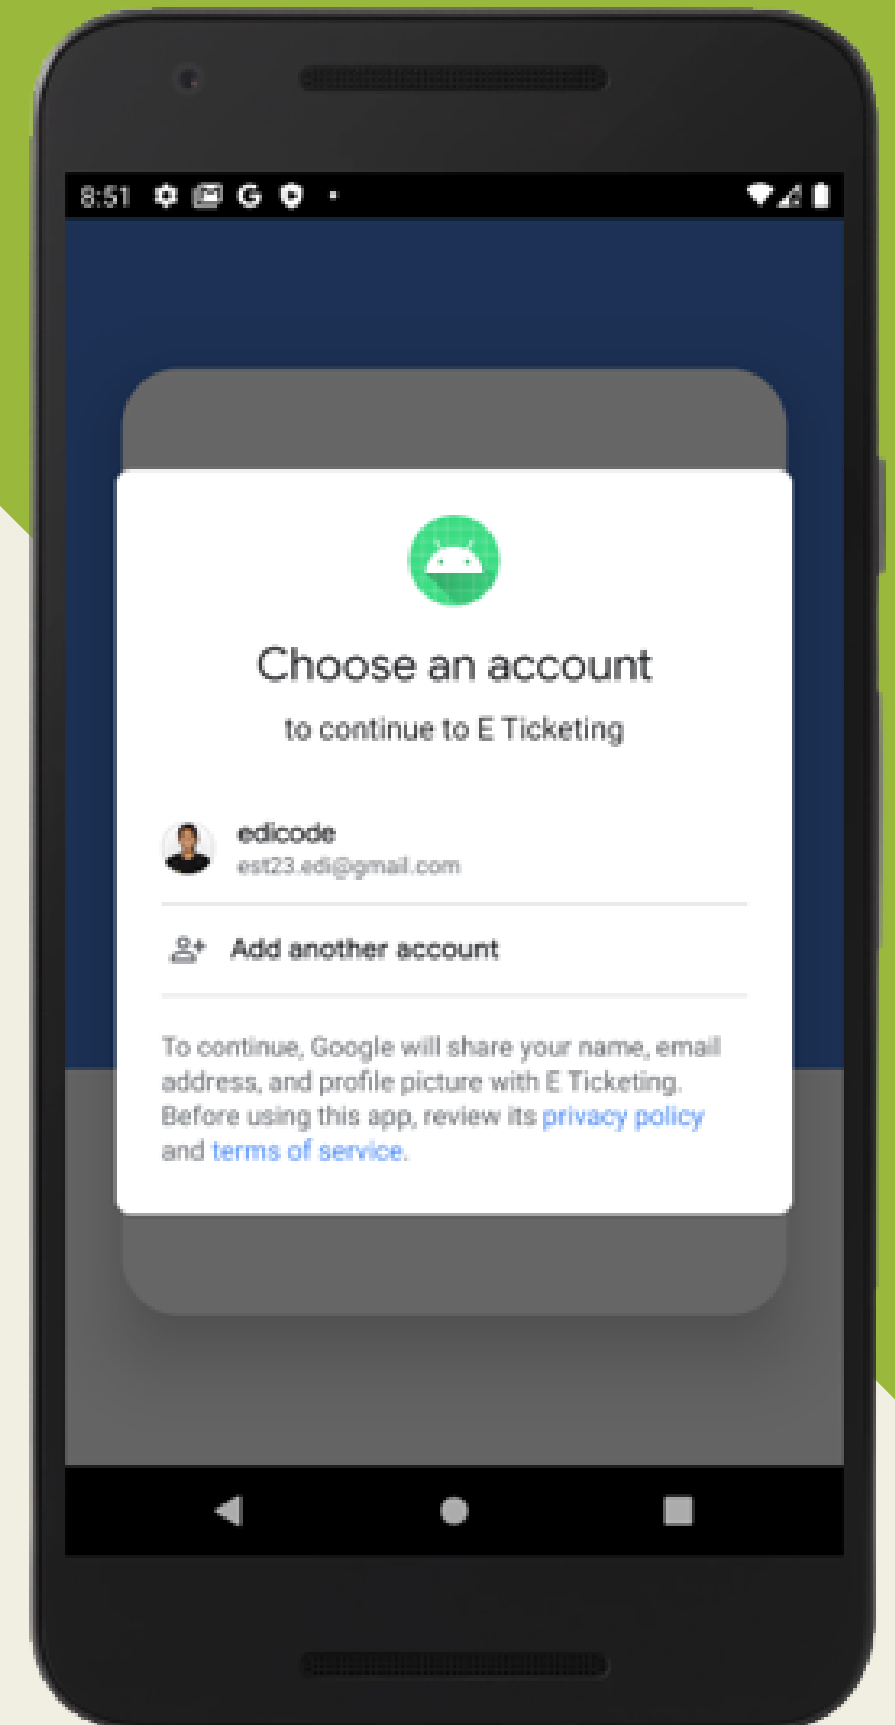 8:51
Choose an account
to continue to E Ticketing
edicode
est23.edi@gmail.com
Add another account
To continue, Google will share your name, email
address, and profile picture with E Ticketing.
Before using this app, review its privacy policy
and terms of service.